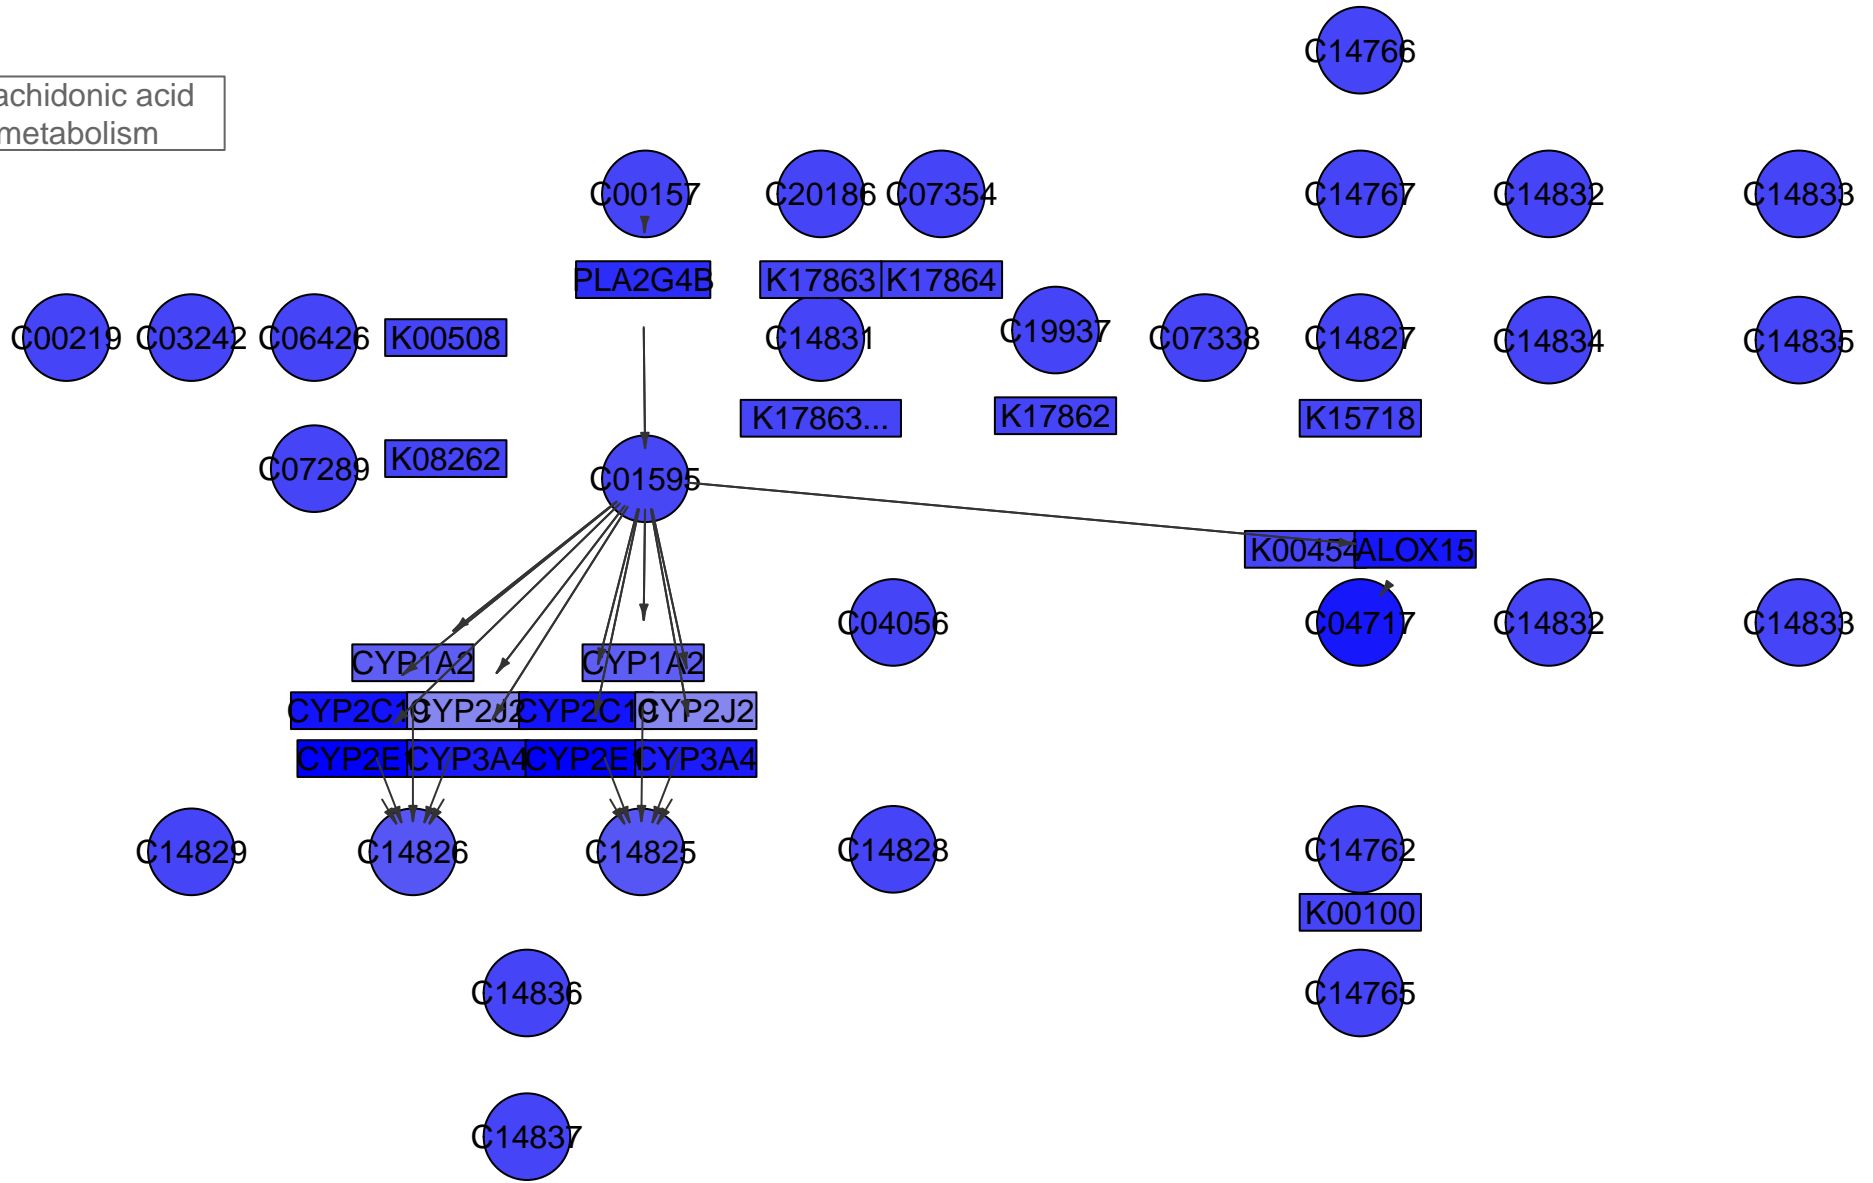 C14766
achidonic acid
metabolism
C00157
C20186
C07354
C14767
C14832
C14833
PLA2G4B
K17863
K17864
C00219
C03242
C06426
K00508
C14831
C19937
C07338
C14827
C14834
C14835
K17863...
K17862
K15718
C07289
K08262
C01595
K00454
ALOX15
C04056
C04717
C14832
C14833
CYP1A2
CYP1A2
CYP2C19
CYP2J2
CYP2C19
CYP2J2
CYP2E1
CYP3A4
CYP2E1
CYP3A4
C14829
C14826
C14825
C14828
C14762
K00100
C14836
C14765
C14837